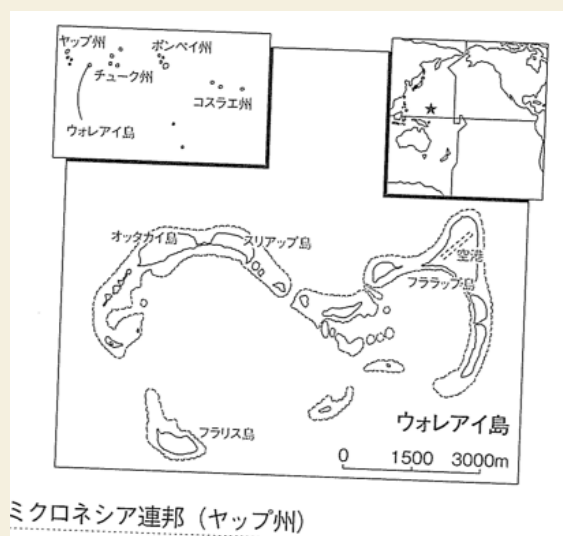 ヤップ州
ポンペイ州
チューク州
コスラエ州
ウォレアイ島
オッタガイ島
スリアップ島
空港
フララップ島
フラリス島
ウォレアイ島
0 1500 3000m
ミクロネシア連邦（ヤップ州）